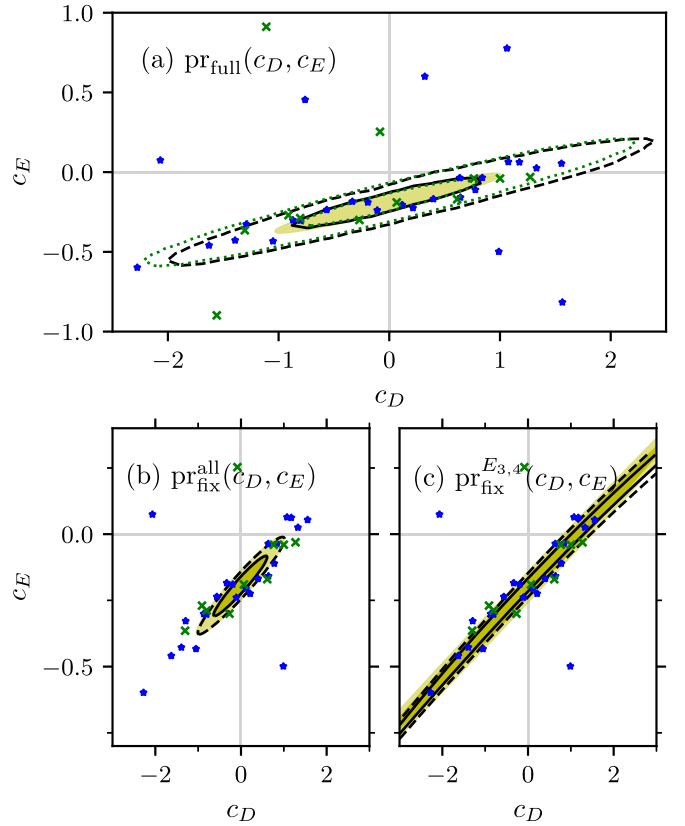 (a) pr_full(c_D, c_E)
1.0
0.5
0.0
−0.5
−1.0
c_E
−2 −1 0 1 2
c_D
(b) pr_fix^all(c_D, c_E)
(c) pr_fix^{E_{3,4}}(c_D, c_E)
0.0
−0.5
c_E
−2 0 2
−2 0 2
c_D
c_D